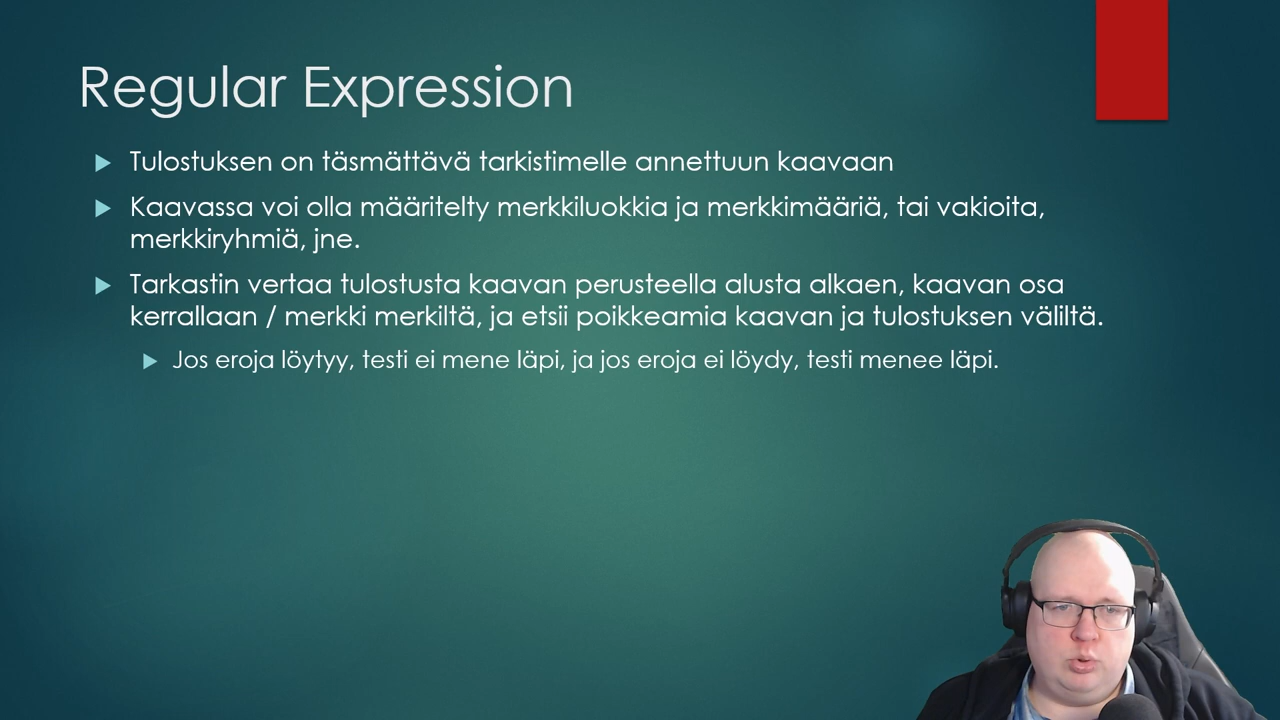 Regular Expression
Tulostuksen on täsmättävä tarkistimelle annettuun kaavaan
Kaavassa voi olla määritelty merkkiluokkia ja merkkimääriä, tai vakioita,
merkkiryhmiä, jne.
Tarkastin vertaa tulostusta kaavan perusteella alusta alkaen, kaavan osa
kerrallaan / merkki merkiltä, ja etsii poikkeamia kaavan ja tulostuksen väliltä.
Jos eroja löytyy, testi ei mene läpi, ja jos eroja ei löydy, testi menee läpi.